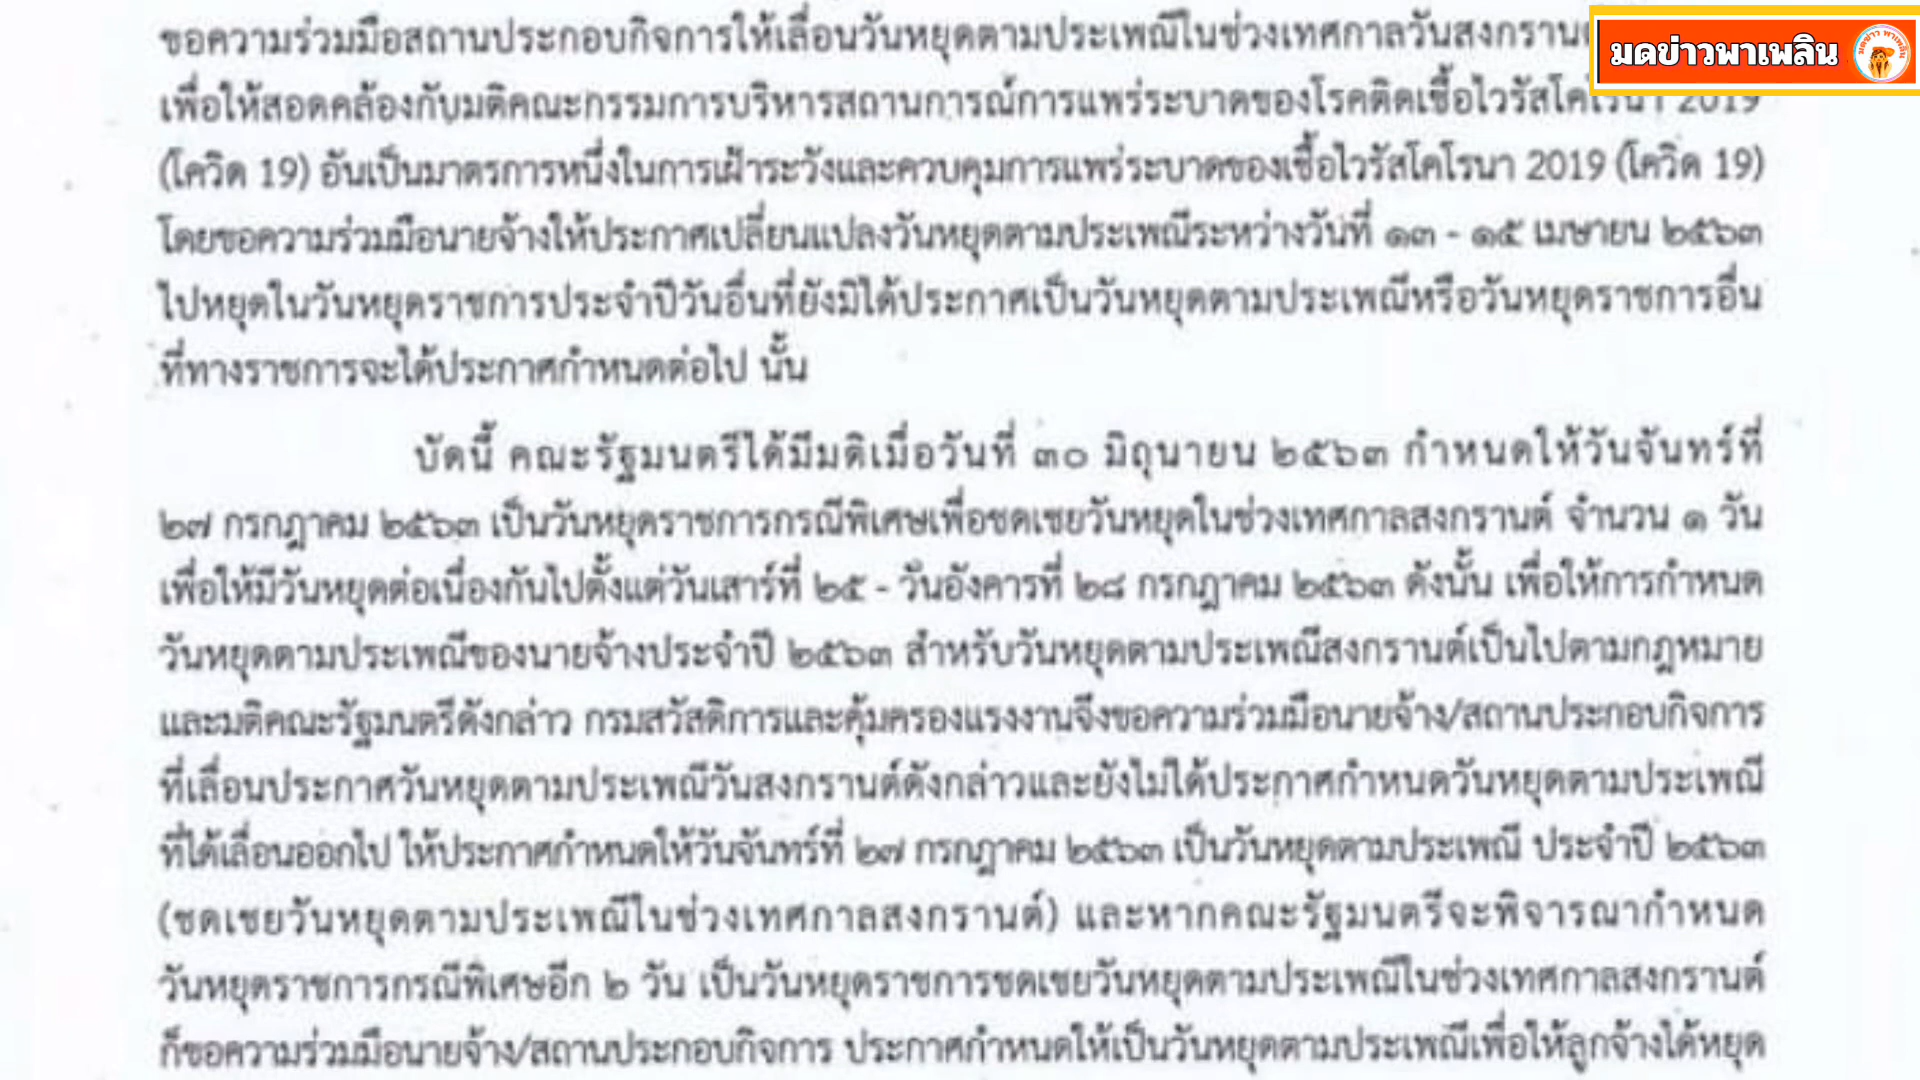 ขอความร่วมมือสถานประกอบกิจการให้เลื่อนวันหยุดตามประเพณีในช่วงเทศกาลวันสงกรานต์
มดข่าวพาเพลิน
เพื่อให้สอดคล้องกับมติคณะกรรมการบริหารสถานการณ์การแพร่ระบาดของโรคติดเชื้อไวรัสโคโรนา 2019
(โควิด 19) อันเป็นมาตรการหนึ่งในการเฝ้าระวังและควบคุมการแพร่ระบาดของเชื้อไวรัสโคโรนา 2019 (โควิด 19)
โดยขอความร่วมมือนายจ้างให้ประกาศเปลี่ยนแปลงวันหยุดตามประเพณีระหว่างวันที่ ๑๓ - ๑๕ เมษายน ๒๕๖๓
ไปหยุดในวันหยุดราชการประจำปีวันอื่นที่ยังมิได้ประกาศเป็นวันหยุดตามประเพณีหรือวันหยุดราชการอื่น
ที่ทางราชการจะได้ประกาศกำหนดต่อไป นั้น
บัดนี้ คณะรัฐมนตรีได้มีมติเมื่อวันที่ ๓๐ มิถุนายน ๒๕๖๓ กำหนดให้วันจันทร์ที่
๒๗ กรกฎาคม ๒๕๖๓ เป็นวันหยุดราชการกรณีพิเศษเพื่อชดเชยวันหยุดในช่วงเทศกาลสงกรานต์ จำนวน ๑ วัน
เพื่อให้มีวันหยุดต่อเนื่องกันไปตั้งแต่วันเสาร์ที่ ๒๕ - วันอังคารที่ ๒๘ กรกฎาคม ๒๕๖๓ ดังนั้น เพื่อให้การกำหนด
วันหยุดตามประเพณีของนายจ้างประจำปี ๒๕๖๓ สำหรับวันหยุดตามประเพณีสงกรานต์เป็นไปตามกฎหมาย
และมติคณะรัฐมนตรีดังกล่าว กรมสวัสดิการและคุ้มครองแรงงานจึงขอความร่วมมือนายจ้าง/สถานประกอบกิจการ
ที่เลื่อนประกาศวันหยุดตามประเพณีวันสงกรานต์ดังกล่าวและยังไม่ได้ประกาศกำหนดวันหยุดตามประเพณี
ที่ได้เลื่อนออกไป ให้ประกาศกำหนดให้วันจันทร์ที่ ๒๗ กรกฎาคม ๒๕๖๓ เป็นวันหยุดตามประเพณี ประจำปี ๒๕๖๓
(ชดเชยวันหยุดตามประเพณีในช่วงเทศกาลสงกรานต์) และหากคณะรัฐมนตรีจะพิจารณากำหนด
วันหยุดราชการกรณีพิเศษอีก ๒ วัน เป็นวันหยุดราชการชดเชยวันหยุดตามประเพณีในช่วงเทศกาลสงกรานต์
ก็ขอความร่วมมือนายจ้าง/สถานประกอบกิจการ ประกาศกำหนดให้เป็นวันหยุดตามประเพณีเพื่อให้ลูกจ้างได้หยุด